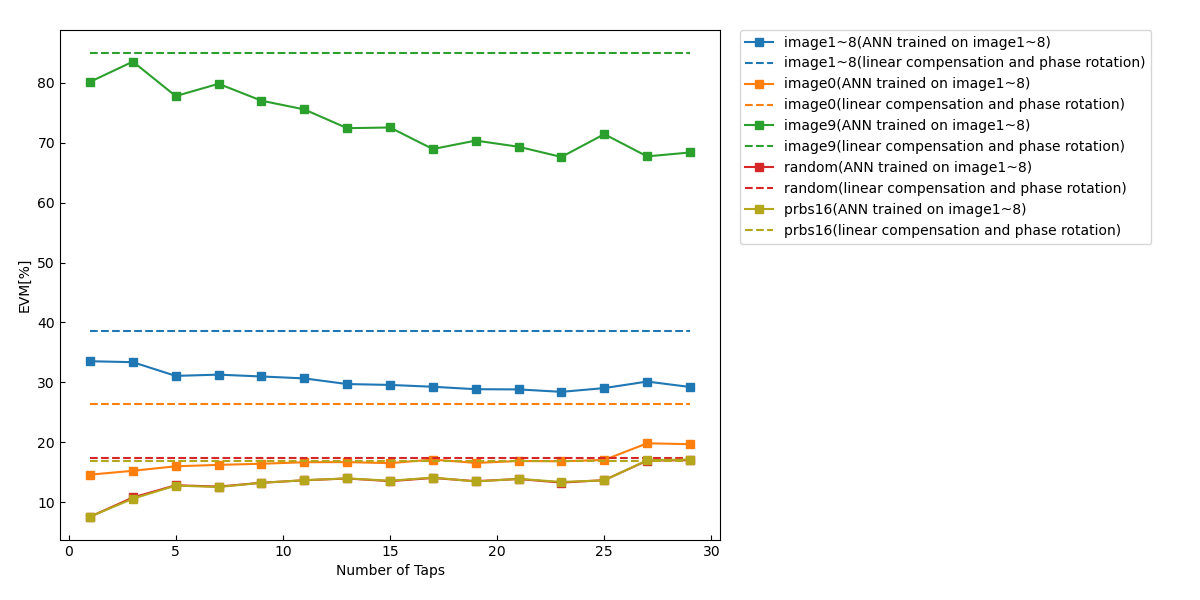 80
70
60
50
40
30
20
10
EVM[%]
0
5
10
15
20
25
30
Number of Taps
image1~8(ANN trained on image1~8)
image1~8(linear compensation and phase rotation)
image0(ANN trained on image1~8)
image0(linear compensation and phase rotation)
image9(ANN trained on image1~8)
image9(linear compensation and phase rotation)
random(ANN trained on image1~8)
random(linear compensation and phase rotation)
prbs16(ANN trained on image1~8)
prbs16(linear compensation and phase rotation)